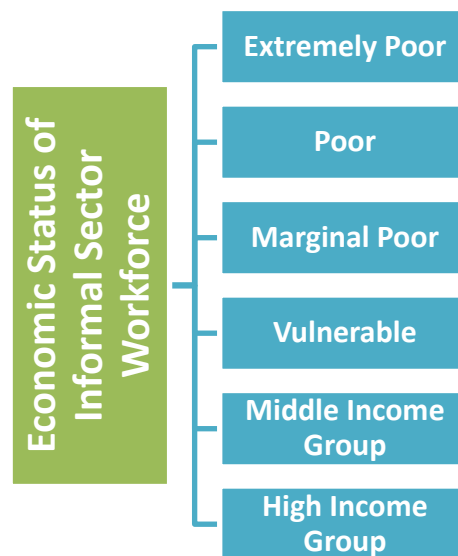 Economic Status of
Informal Sector
Workforce
Extremely Poor
Poor
Marginal Poor
Vulnerable
Middle Income
Group
High Income
Group